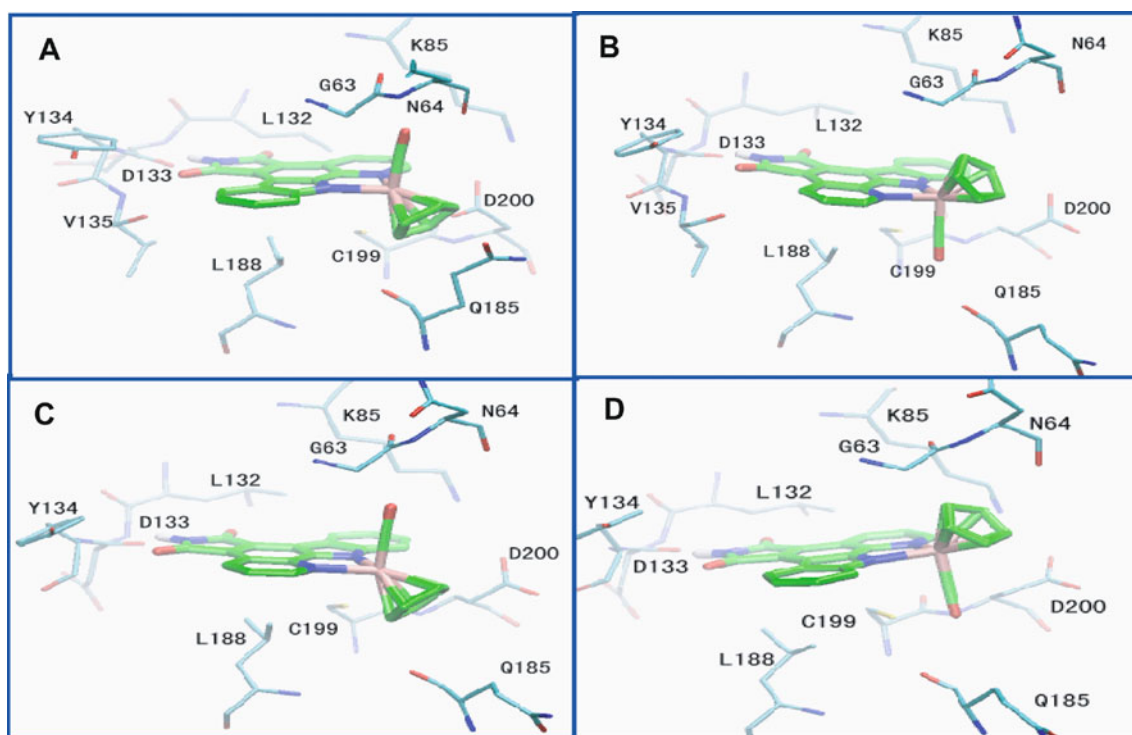 A
K85
G63
N64
Y134
L132
D133
V135
D200
L188
C199
Q185
B
K85
N64
G63
Y134
L132
D133
V135
D200
L188
C199
Q185
C
K85
N64
G63
Y134
L132
D133
D200
C199
L188
Q185
D
K85
N64
G63
Y134
L132
D133
D200
C199
L188
Q185